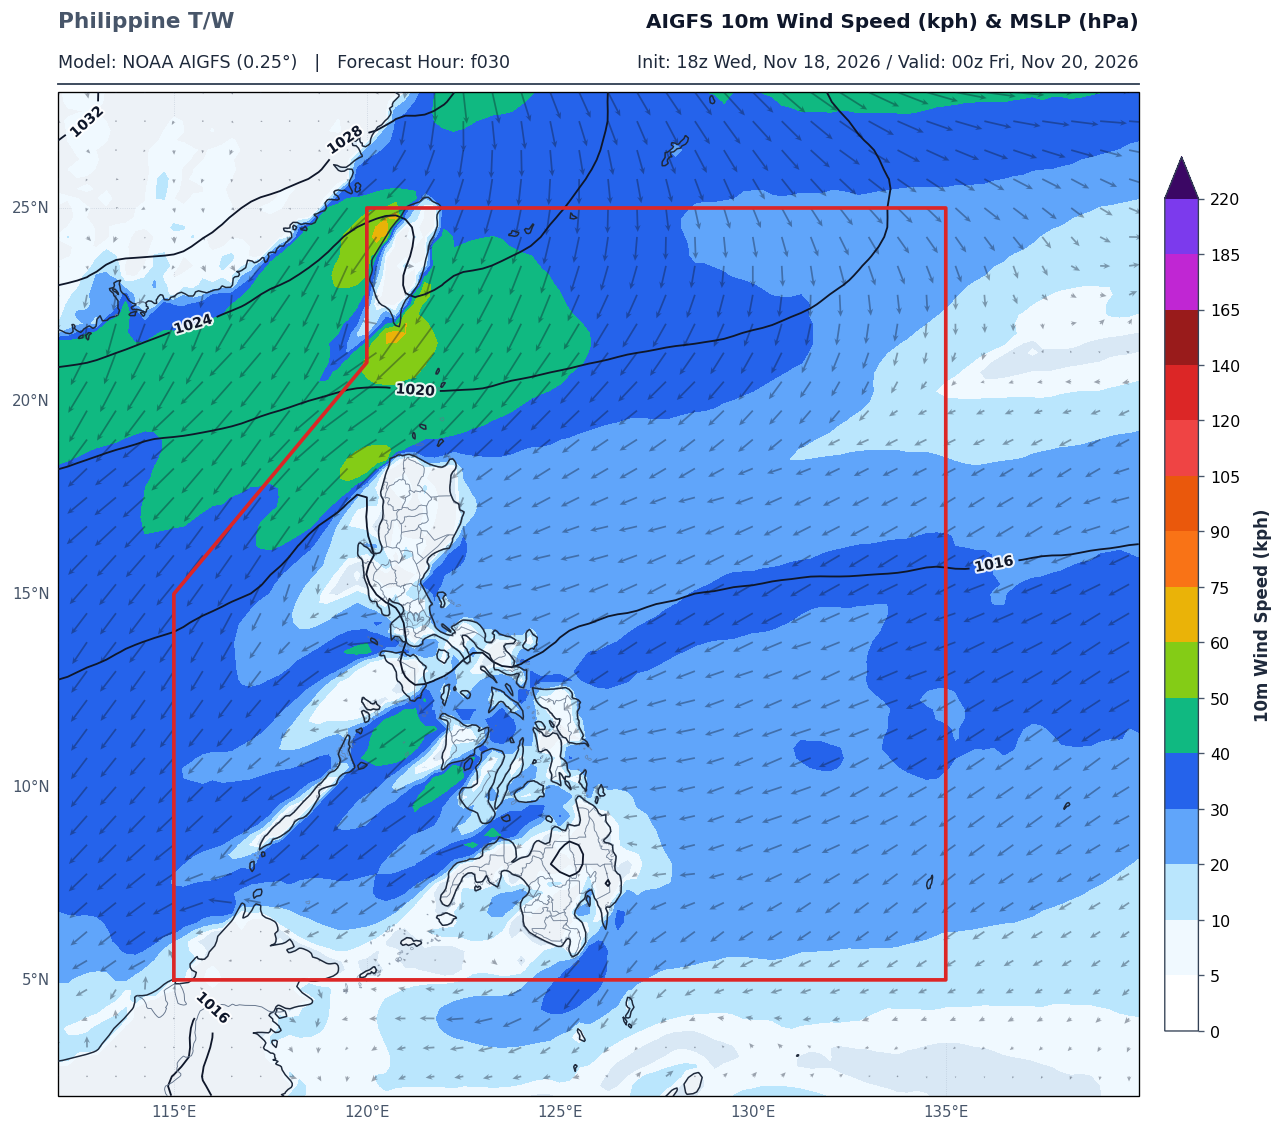 Philippine T/W
AIGFS 10m Wind Speed (kph) & MSLP (hPa)
Model: NOAA AIGFS (0.25°) | Forecast Hour: f030
Init: 18z Wed, Nov 18, 2026 / Valid: 00z Fri, Nov 20, 2026
1032
1028
1024
1020
1016
1016
25°N
20°N
15°N
10°N
5°N
115°E
120°E
125°E
130°E
135°E
220
185
165
140
120
105
90
75
60
50
40
30
20
10
5
0
10m Wind Speed (kph)